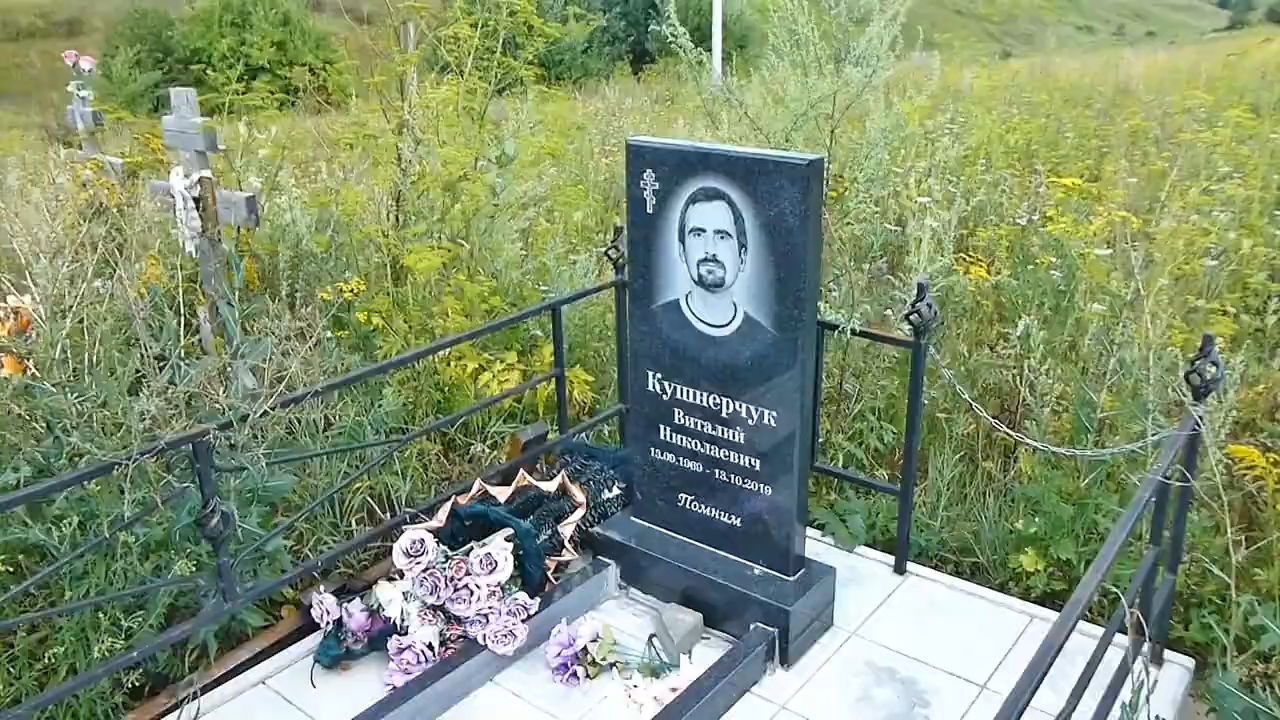 Кушнерчук
Виталий
Николаевич
13.09.1969 - 13.10.2019
Помним